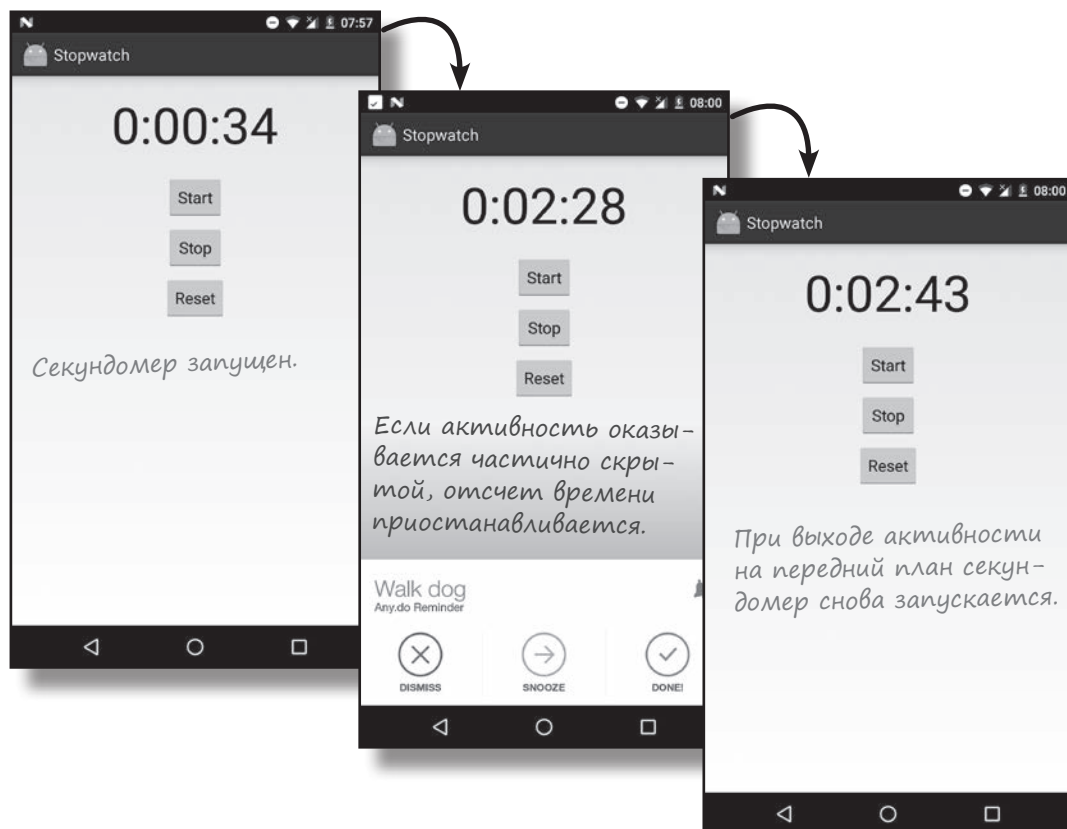 07:57
Stopwatch
0:00:34
Start
Stop
Reset
Секундомер запущен.
08:00
Stopwatch
0:02:28
Start
Stop
Reset
Если активность оказы-
вается частично скры-
той, отсчет времени
приостанавливается.
Walk dog
Any.do Reminder
DISMISS
SNOOZE
DONE!
08:00
Stopwatch
0:02:43
Start
Stop
Reset
При выходе активности
на передний план секун-
домер снова запускается.